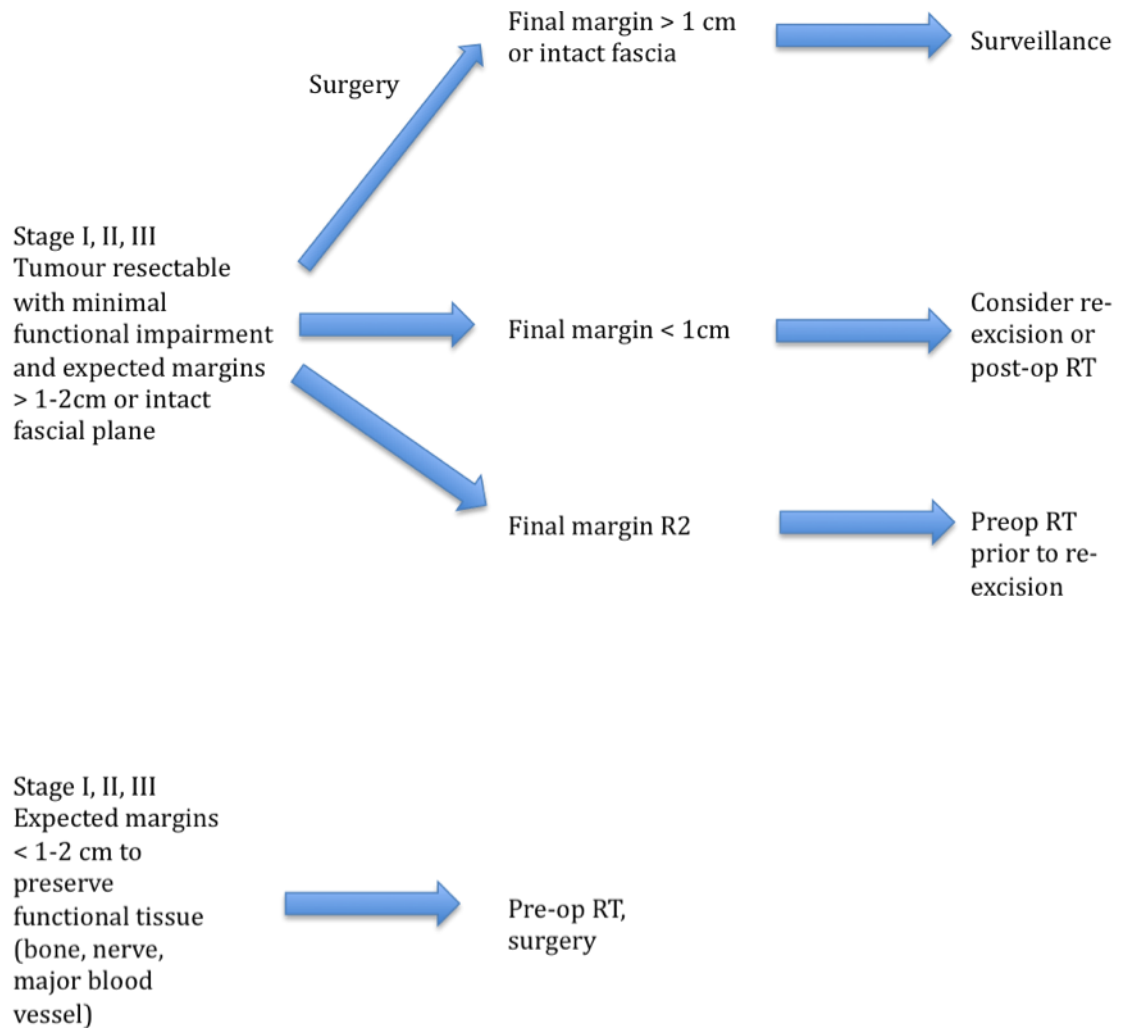 Final margin > 1 cm
or intact fascia
Surveillance
Surgery
Stage I, II, III
Tumour resectable
with minimal
functional impairment
and expected margins
> 1-2cm or intact
fascial plane
Final margin < 1cm
Consider re-
excision or
post-op RT
Final margin R2
Preop RT
prior to re-
excision
Stage I, II, III
Expected margins
< 1-2 cm to
preserve
functional tissue
(bone, nerve,
major blood
vessel)
Pre-op RT,
surgery